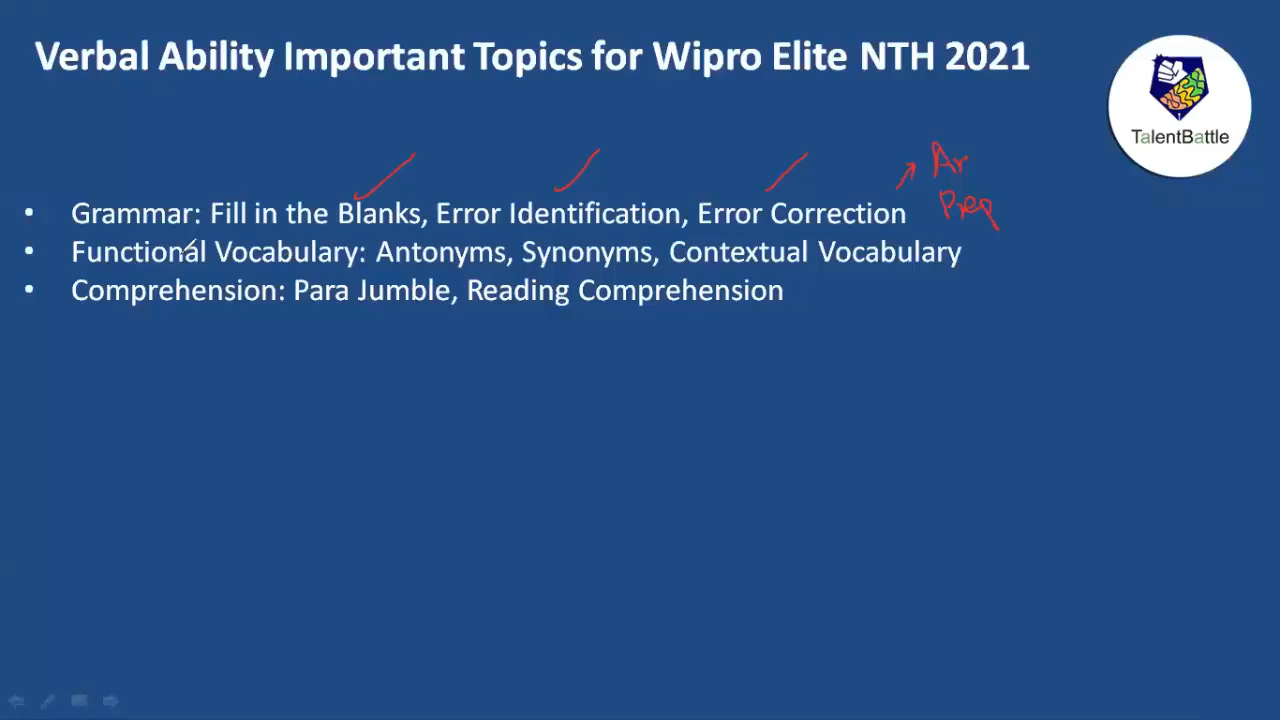 Verbal Ability Important Topics for Wipro Elite NTH 2021
TalentBattle
Ar
• Grammar: Fill in the Blanks, Error Identification, Error Correction
• Functional Vocabulary: Antonyms, Synonyms, Contextual Vocabulary
• Comprehension: Para Jumble, Reading Comprehension